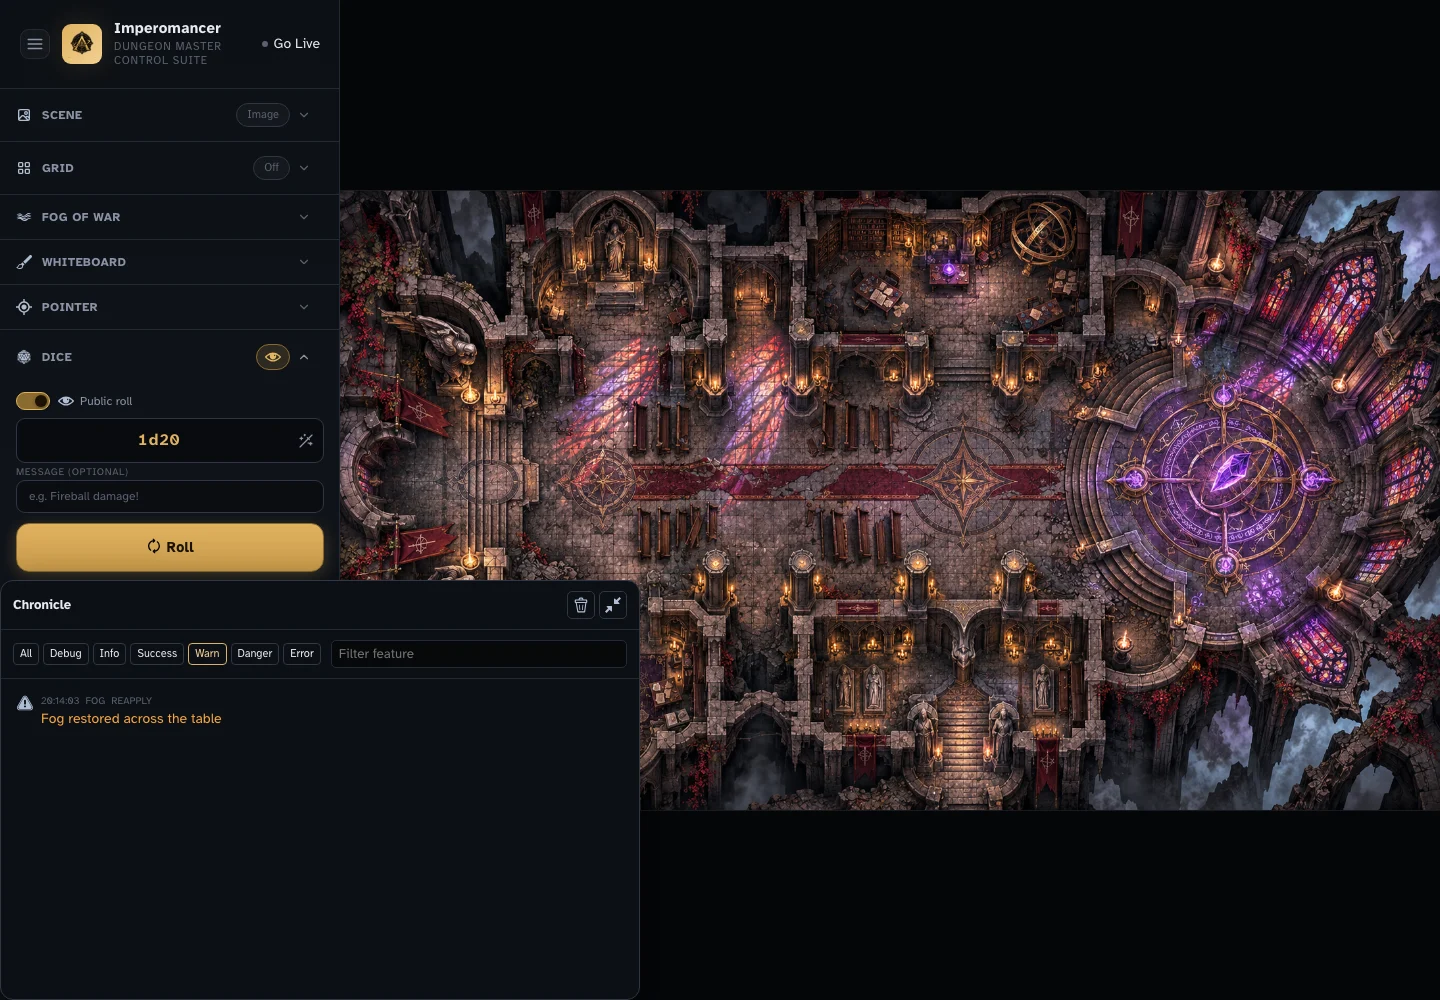 Imperomancer
DUNGEON MASTER
CONTROL SUITE
Go Live
SCENE
Image
GRID
Off
FOG OF WAR
WHITEBOARD
POINTER
DICE
Public roll
1d20
MESSAGE (OPTIONAL)
e.g. Fireball damage!
Roll
Chronicle
All Debug Info Success Warn Danger Error Filter feature
20:14:03 FOG REAPPLY
Fog restored across the table